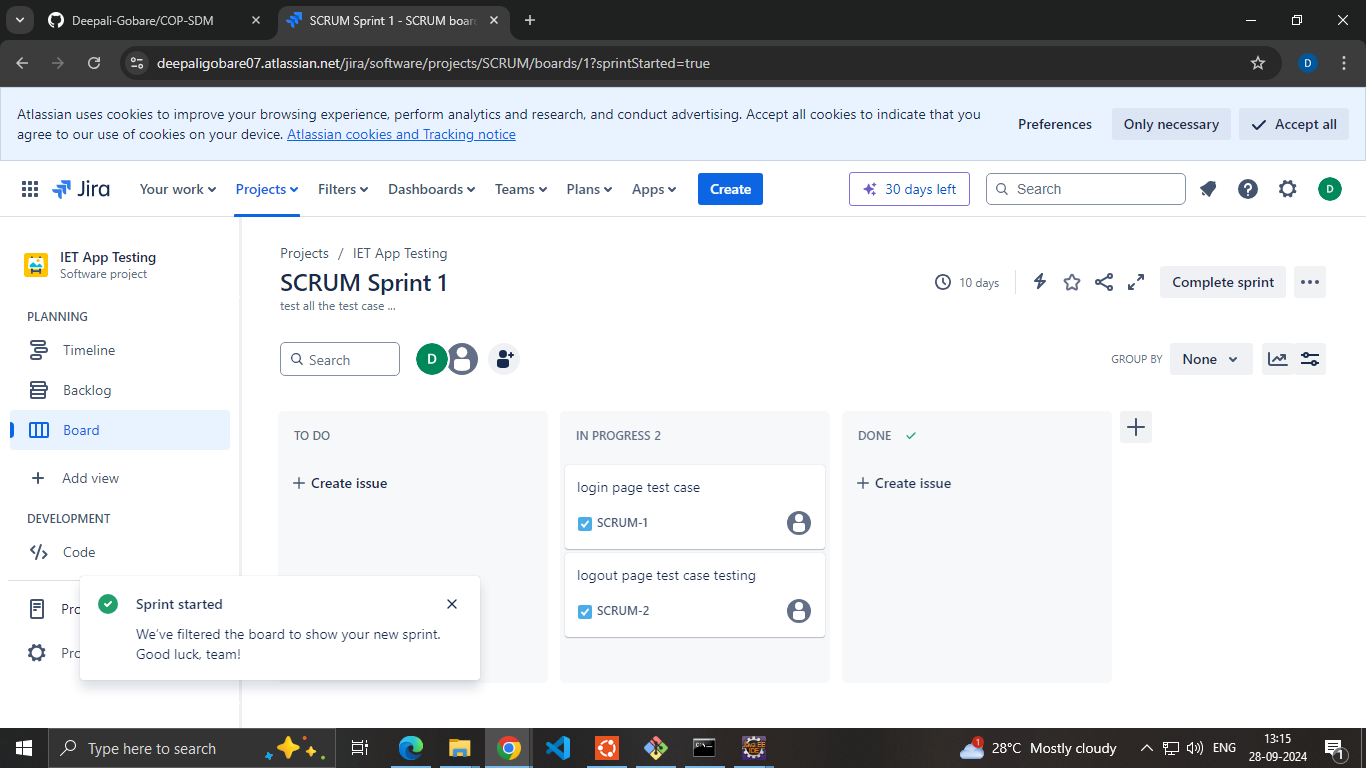 Deepali-Gobare/COP-SDM
SCRUM Sprint 1 - SCRUM board
deepaligobare07.atlassian.net/jira/software/projects/SCRUM/boards/1?sprintStarted=true
D
Atlassian uses cookies to improve your browsing experience, perform analytics and research, and conduct advertising. Accept all cookies to indicate that you
agree to our use of cookies on your device. Atlassian cookies and Tracking notice
Preferences
Only necessary
Accept all
Jira
Your work
Projects
Filters
Dashboards
Teams
Plans
Apps
Create
30 days left
Search
D
IET App Testing
Software project
PLANNING
Timeline
Backlog
Board
Add view
DEVELOPMENT
Code
Pro
Pro
Projects / IET App Testing
SCRUM Sprint 1
test all the test case ...
10 days
Complete sprint
Search
D
GROUP BY
None
TO DO
Create issue
IN PROGRESS 2
login page test case
SCRUM-1
logout page test case testing
SCRUM-2
DONE
Create issue
Sprint started
We've filtered the board to show your new sprint.
Good luck, team!
Type here to search
1
28°C Mostly cloudy
ENG
13:15
28-09-2024
1